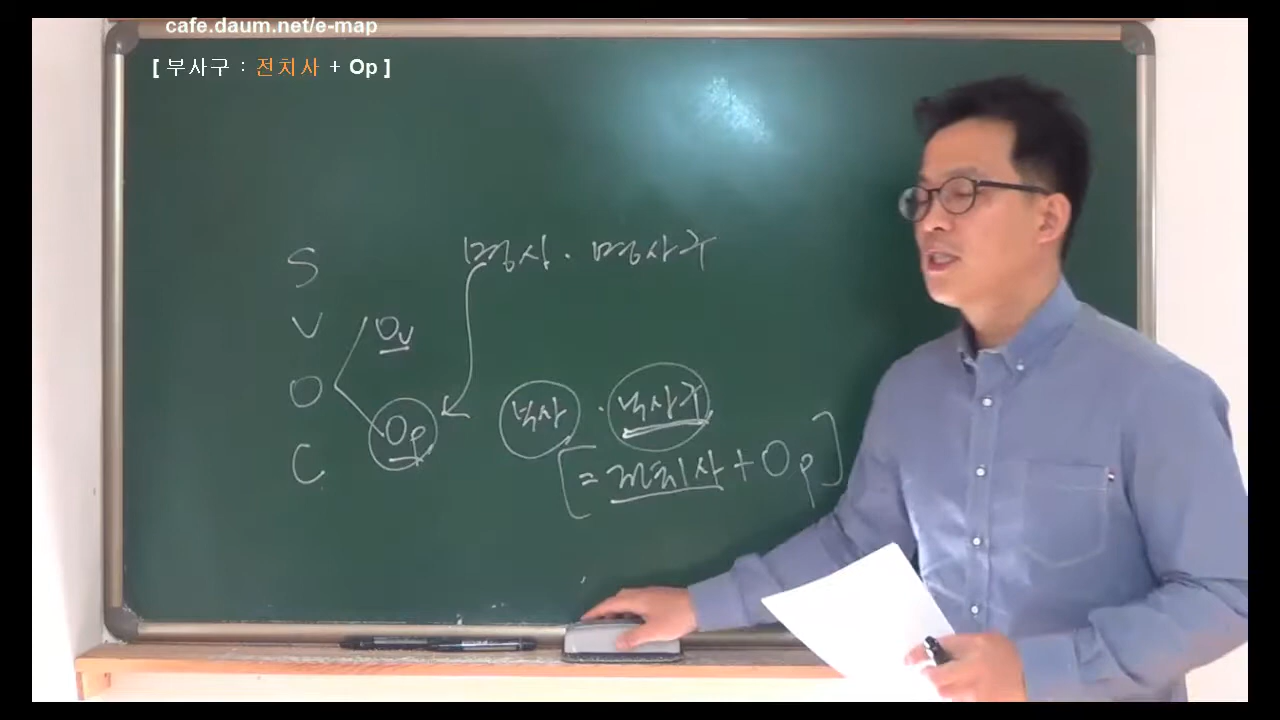 cafe.daum.net/e-map
[ 부사구 : 전치사 + Op ]
명사 · 명사구
S
V Ov
O
Op
부사 · 부사구
C
[= 전치사 + Op]